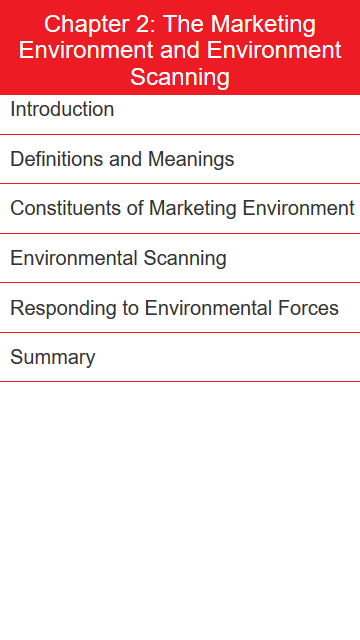 Chapter 2: The Marketing
Environment and Environment
Scanning
Introduction
Definitions and Meanings
Constituents of Marketing Environment
Environmental Scanning
Responding to Environmental Forces
Summary